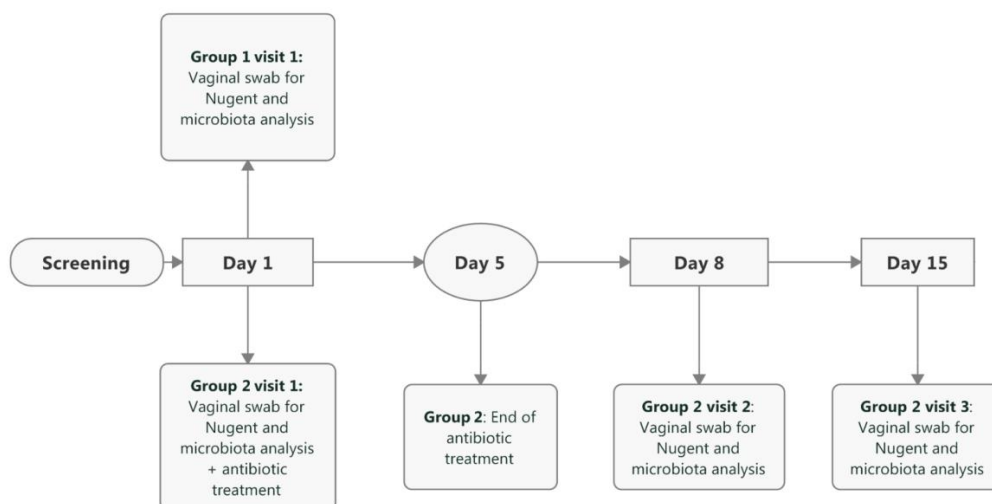 Group 1 visit 1:
Vaginal swab for
Nugent and
microbiota analysis
Screening
Day 1
Day 5
Day 8
Day 15
Group 2 visit 1:
Vaginal swab for
Nugent and
microbiota analysis
+ antibiotic
treatment
Group 2: End of
antibiotic
treatment
Group 2 visit 2:
Vaginal swab for
Nugent and
microbiota analysis
Group 2 visit 3:
Vaginal swab for
Nugent and
microbiota analysis